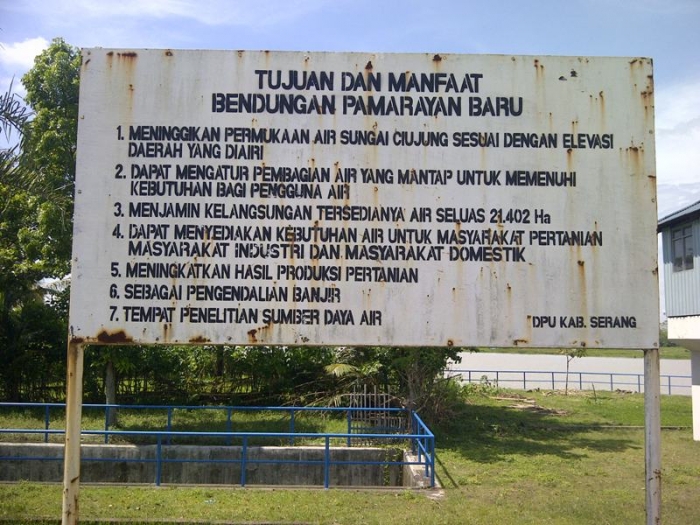 TUJUAN DAN MANFAAT
BENDUNGAN PAMARAYAN BARU
1. MENINGGIKAN PERMUKAAN AIR SUNGAI CIUJUNG SESUAI DENGAN ELEVASI
DAERAH YANG DIAIRI
2. DAPAT MENGATUR PEMBAGIAN AIR YANG MANTAP UNTUK MEMENUHI
KEBUTUHAN BAGI PENGGUNA AIR
3. MENJAMIN KELANGSUNGAN TERSEDIANYA AIR SELUAS 21.402 Ha
4. DAPAT MENYEDIAKAN KEBUTUHAN AIR UNTUK MASYARAKAT PERTANIAN
MASYARAKAT INDUSTRI DAN MASYARAKAT DOMESTIK
5. MENINGKATKAN HASIL PRODUKSI PERTANIAN
6. SEBAGAI PENGENDALIAN BANJIR
7. TEMPAT PENELITIAN SUMBER DAYA AIR
"DPU KAB. SERANG